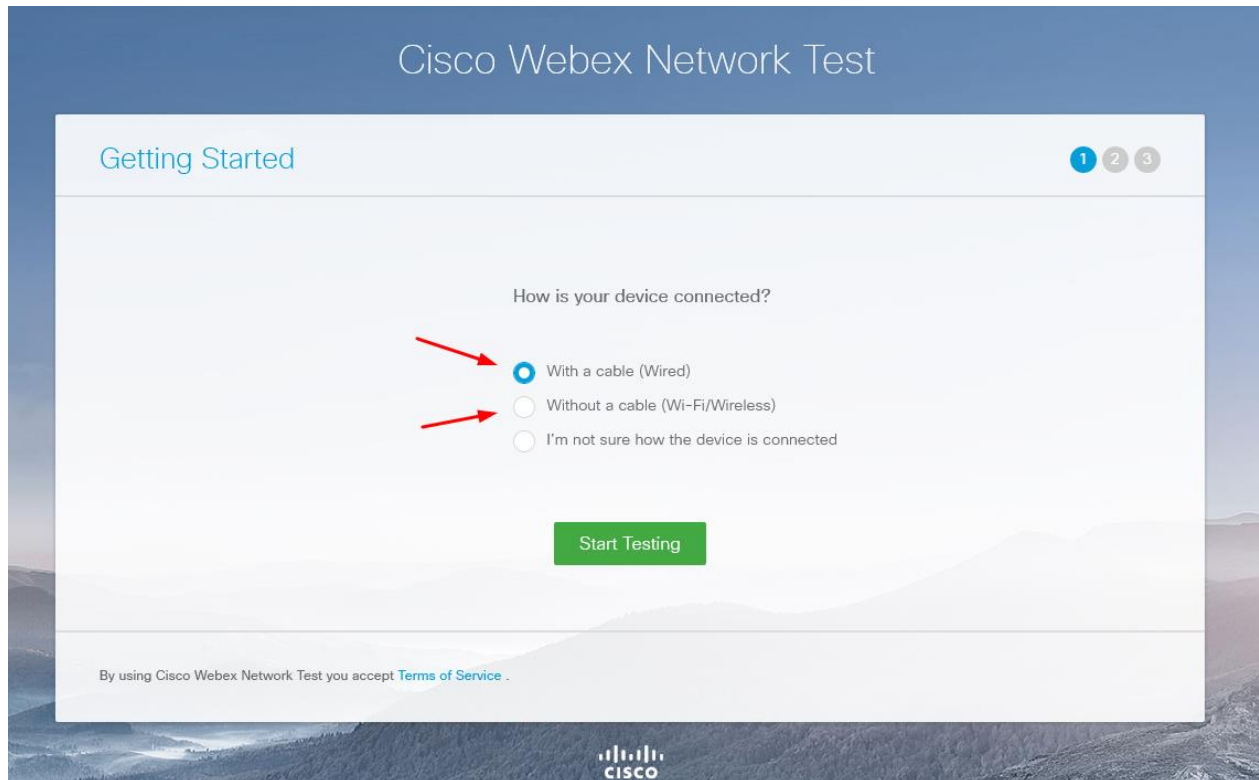 Cisco Webex Network Test
Getting Started
1 2 3
How is your device connected?
With a cable (Wired)
Without a cable (Wi-Fi/Wireless)
I'm not sure how the device is connected
Start Testing
By using Cisco Webex Network Test you accept Terms of Service .
CISCO